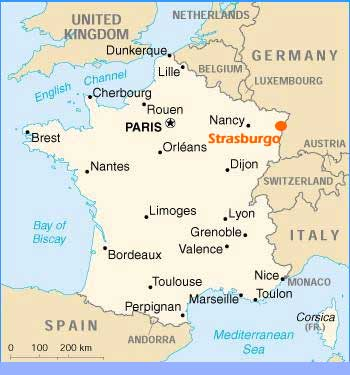 UNITED
KINGDOM
NETHERLANDS
Dunkerque
GERMANY
Lille
BELGIUM
LUXEMBOURG
English Channel
Cherbourg
Rouen
Nancy
PARIS
Strasburgo
Brest
Orléans
AUSTRIA
Nantes
Dijon
SWITZERLAND
Bay of
Biscay
Limoges
Lyon
Grenoble
ITALY
Bordeaux
Valence
Toulouse
Nice
MONACO
Marseille
Toulon
Perpignan
Corsica
(FR.)
SPAIN
ANDORRA
Mediterranean
Sea
0 100 200 km